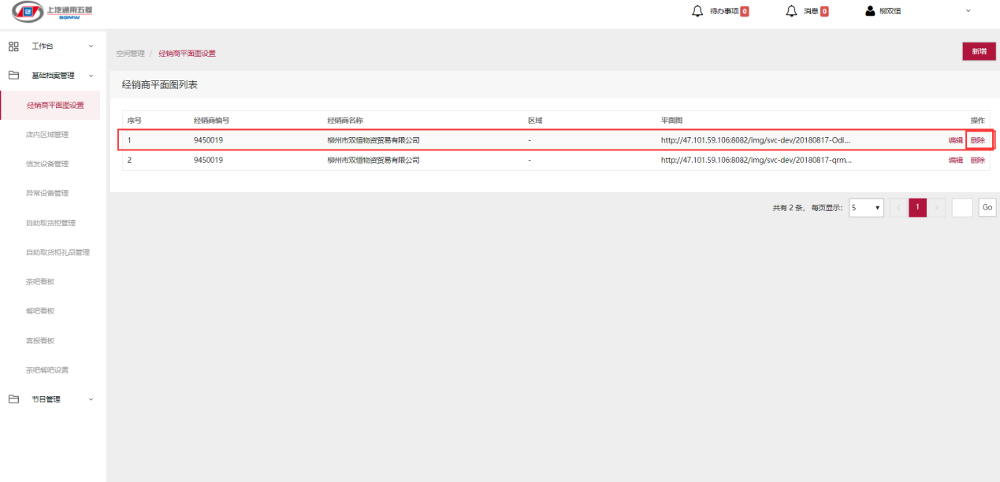 上汽通用五菱
SGMW
待办事项 0
消息 0
柳双恒
工作台
基础档案管理
经销商平面图设置
店内区域管理
信发设备管理
异常设备管理
自助取货柜管理
自助取货柜礼品管理
茶吧看板
餐吧看板
喜报看板
茶吧餐吧设置
节目管理
空间管理 / 经销商平面图设置
新增
经销商平面图列表
序号 经销商编号 经销商名称 区域 平面图 操作
1 9450019 柳州市双恒物资贸易有限公司 - http://47.101.59.106:8082/img/svc-dev/20180817-Odi... 编辑 删除
2 9450019 柳州市双恒物资贸易有限公司 - http://47.101.59.106:8082/img/svc-dev/20180817-qrm... 编辑 删除
共有 2 条, 每页显示: 5 < 1 > Go